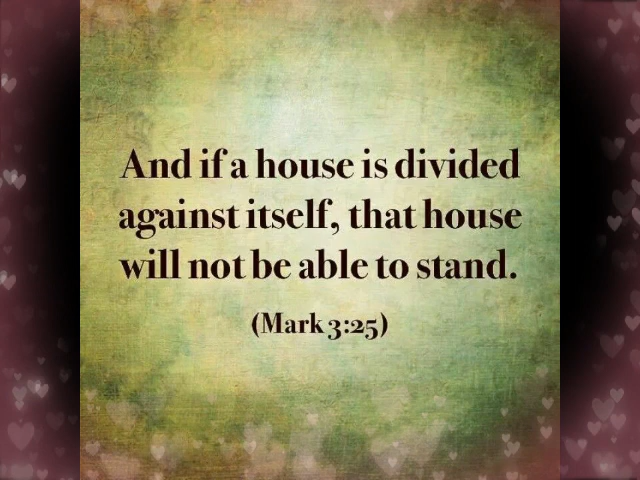 And if a house is divided
against itself, that house
will not be able to stand.
(Mark 3:25)